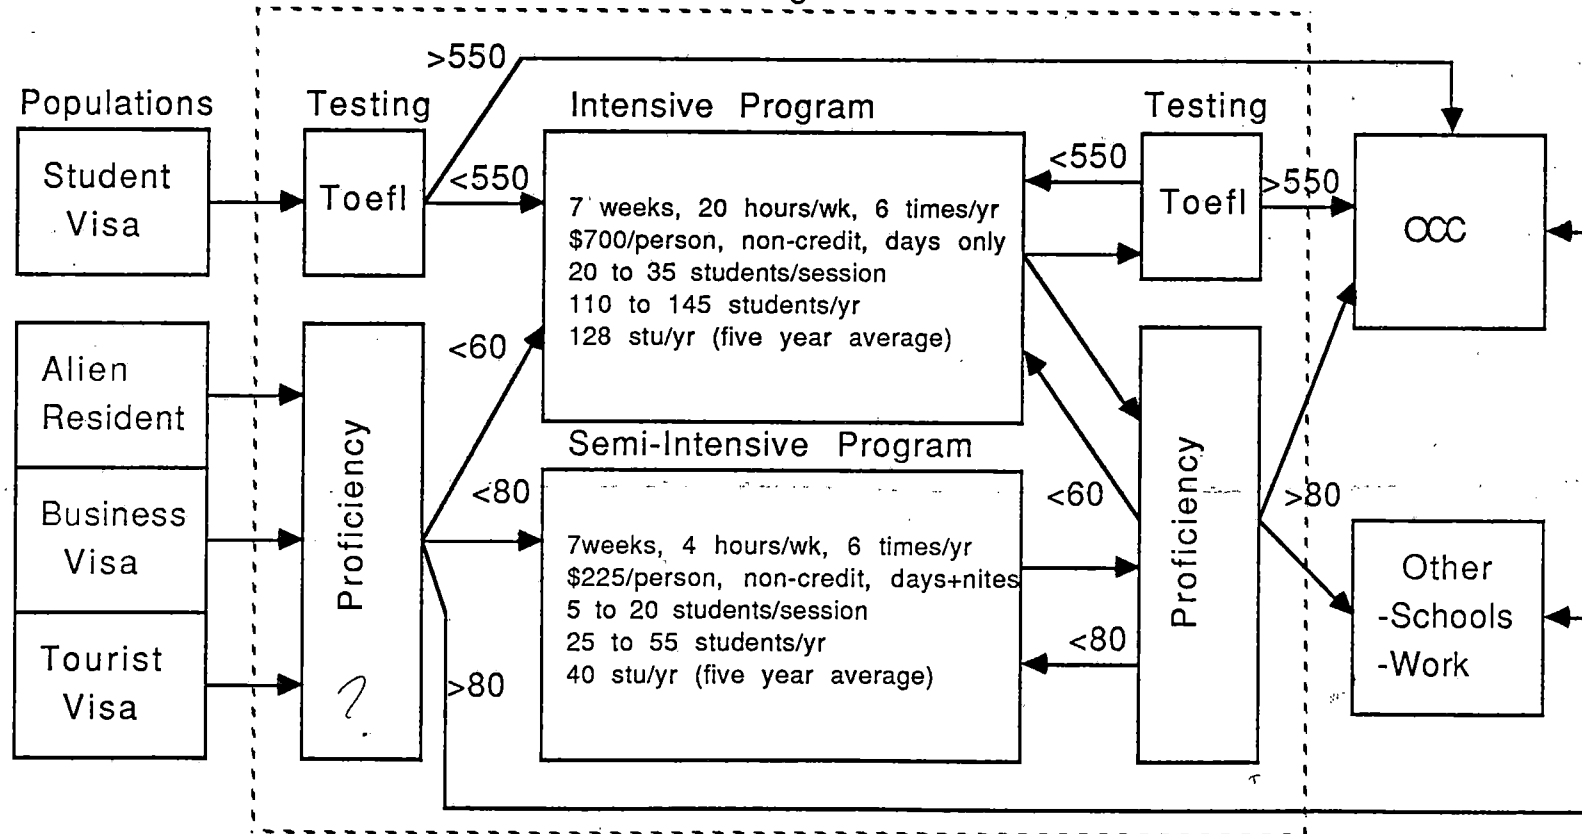 >550
Populations
Testing
Intensive Program
Testing
Student
Visa
Toefl
<550
7 weeks, 20 hours/wk, 6 times/yr
$700/person, non-credit, days only
20 to 35 students/session
110 to 145 students/yr
128 stu/yr (five year average)
<550
Toefl
>550
OCC
Alien
Resident
Business
Visa
Tourist
Visa
Proficiency
?
<60
<80
>80
Semi-Intensive Program
7weeks, 4 hours/wk, 6 times/yr
$225/person, non-credit, days+nites
5 to 20 students/session
25 to 55 students/yr
40 stu/yr (five year average)
<60
<80
Proficiency
>80
Other
-Schools
-Work